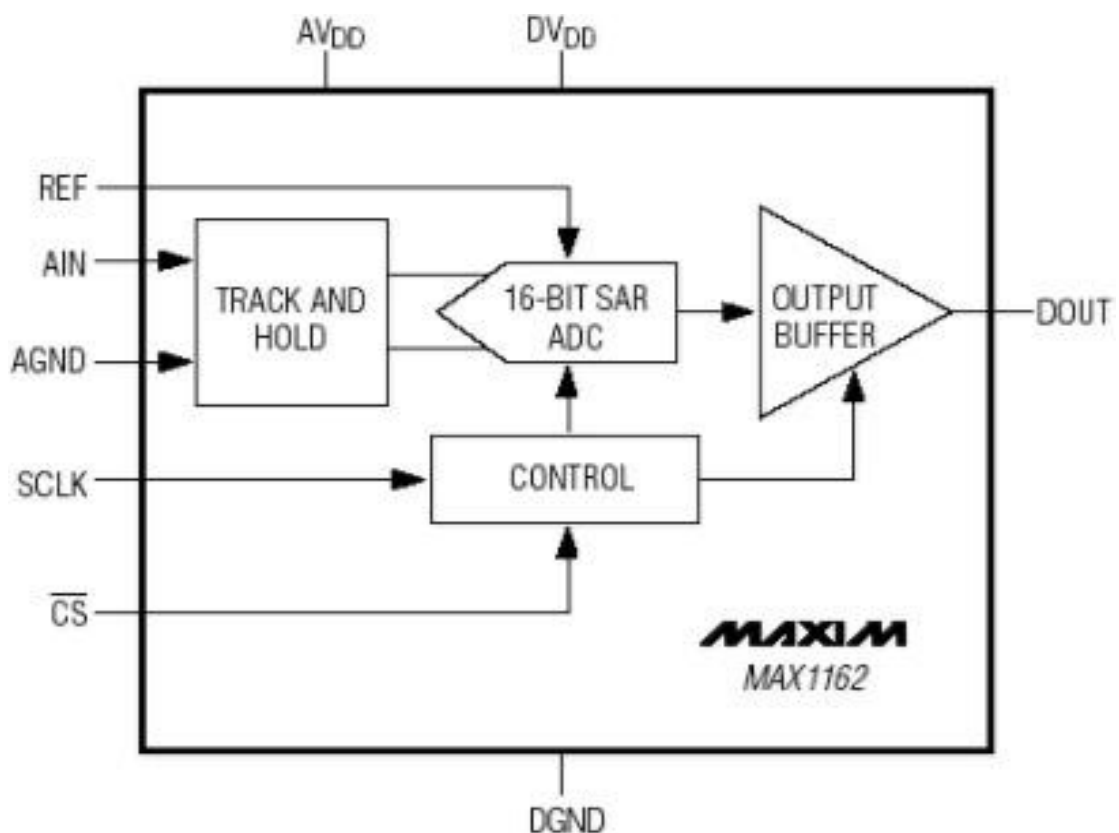 AVDD
DVDD
REF
AIN
AGND
SCLK
CS
TRACK AND
HOLD
16-BIT SAR
ADC
OUTPUT
BUFFER
DOUT
CONTROL
MAXIM
MAX1162
DGND